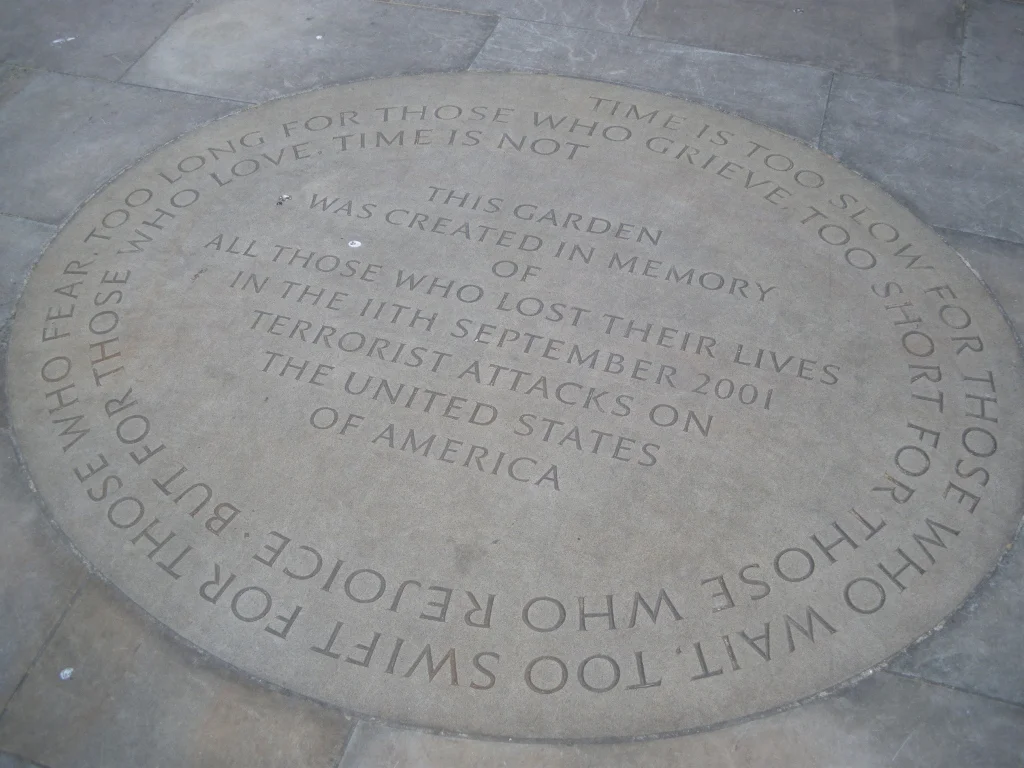 TIME IS TOO SLOW FOR THOSE WHO WAIT. TOO SWIFT FOR THOSE WHO FEAR. TOO LONG FOR THOSE WHO GRIEVE. TOO SHORT FOR THOSE WHO REJOICE. BUT FOR THOSE WHO LOVE. TIME IS NOT
THIS GARDEN
WAS CREATED IN MEMORY
OF
ALL THOSE WHO LOST THEIR LIVES
IN THE 11TH SEPTEMBER 2001
TERRORIST ATTACKS ON
THE UNITED STATES
OF AMERICA